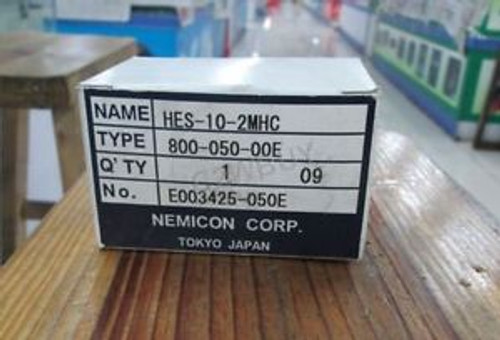 NAME HES-10-2MHC
TYPE 800-050-00E
Q'TY 1 09
No. E003425-050E
NEMICON CORP.
TOKYO JAPAN